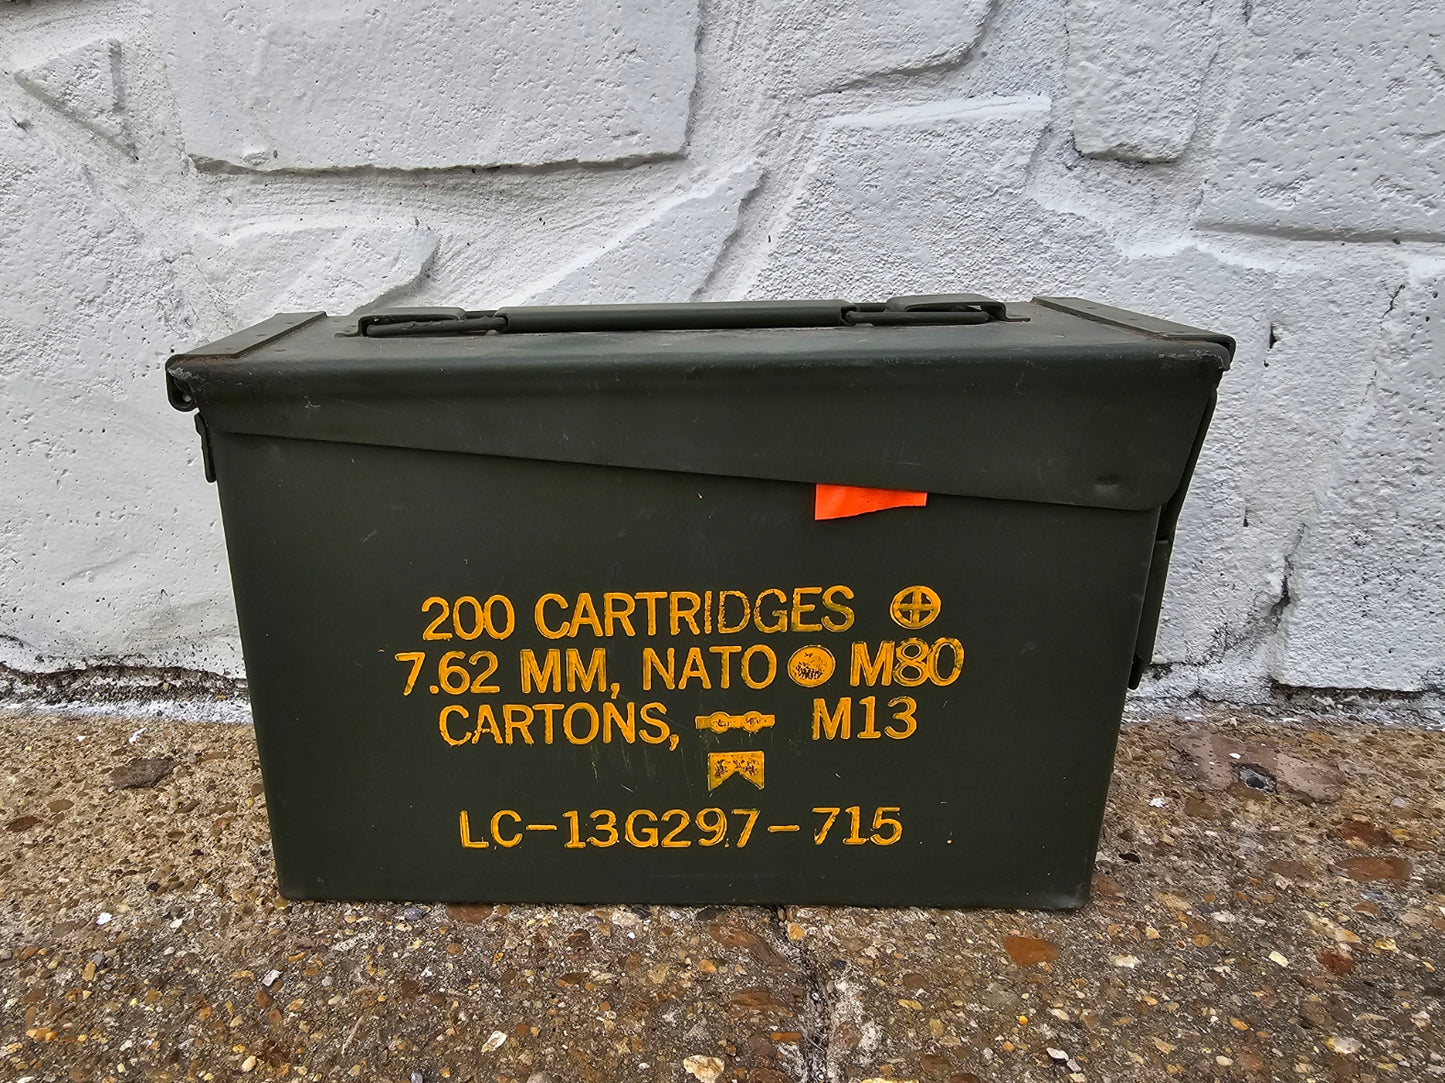 200 CARTRIDGES
7.62 MM, NATO M80
CARTONS, M13
LC-13G297-715